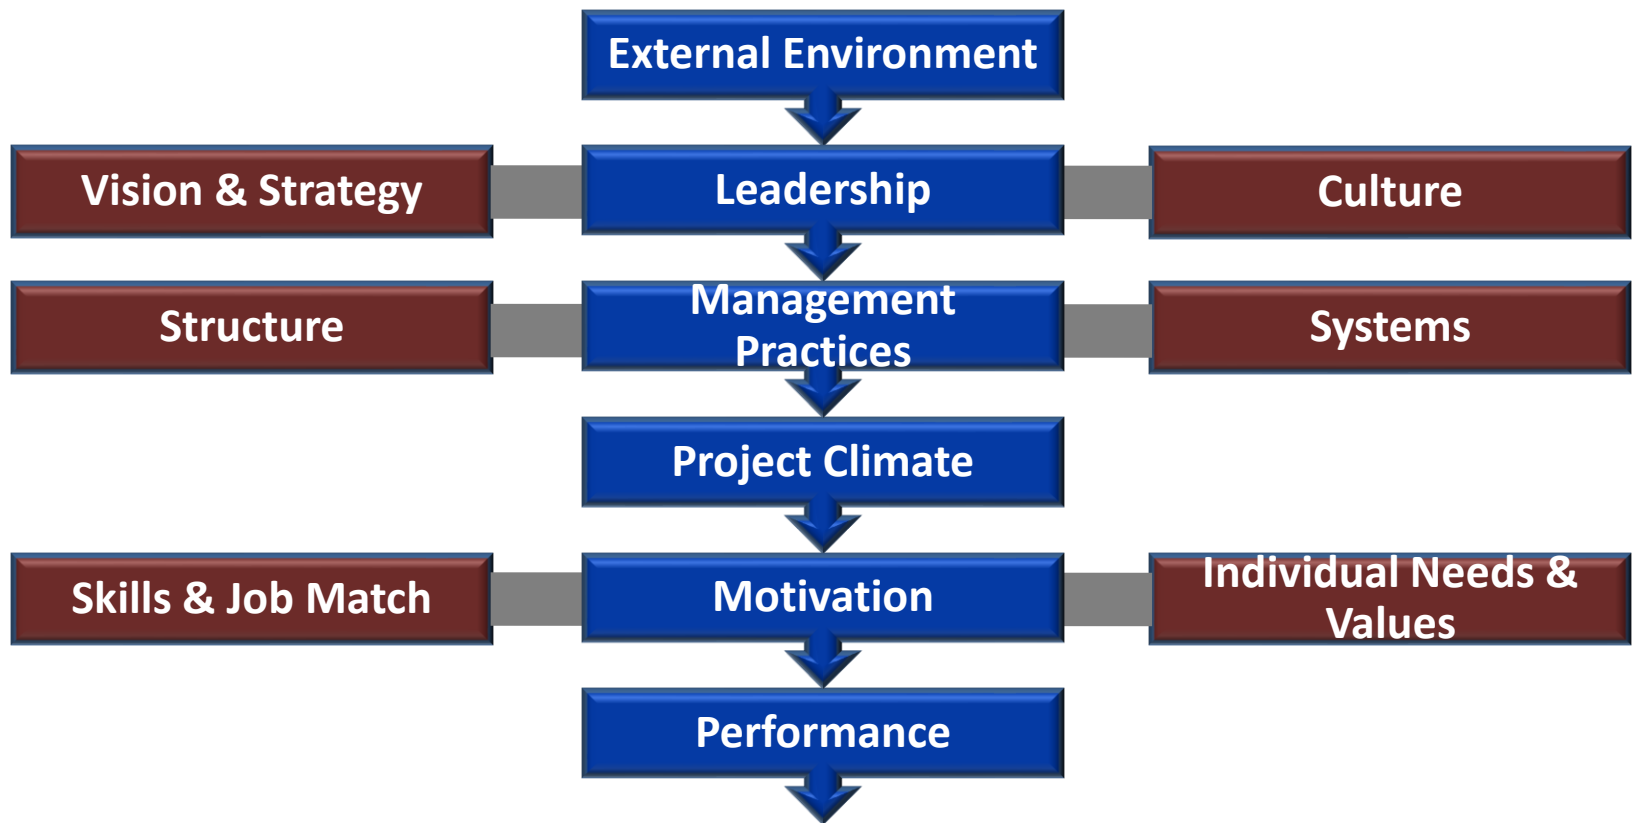 External Environment
Vision & Strategy
Leadership
Culture
Structure
Management
Practices
Systems
Project Climate
Skills & Job Match
Motivation
Individual Needs &
Values
Performance